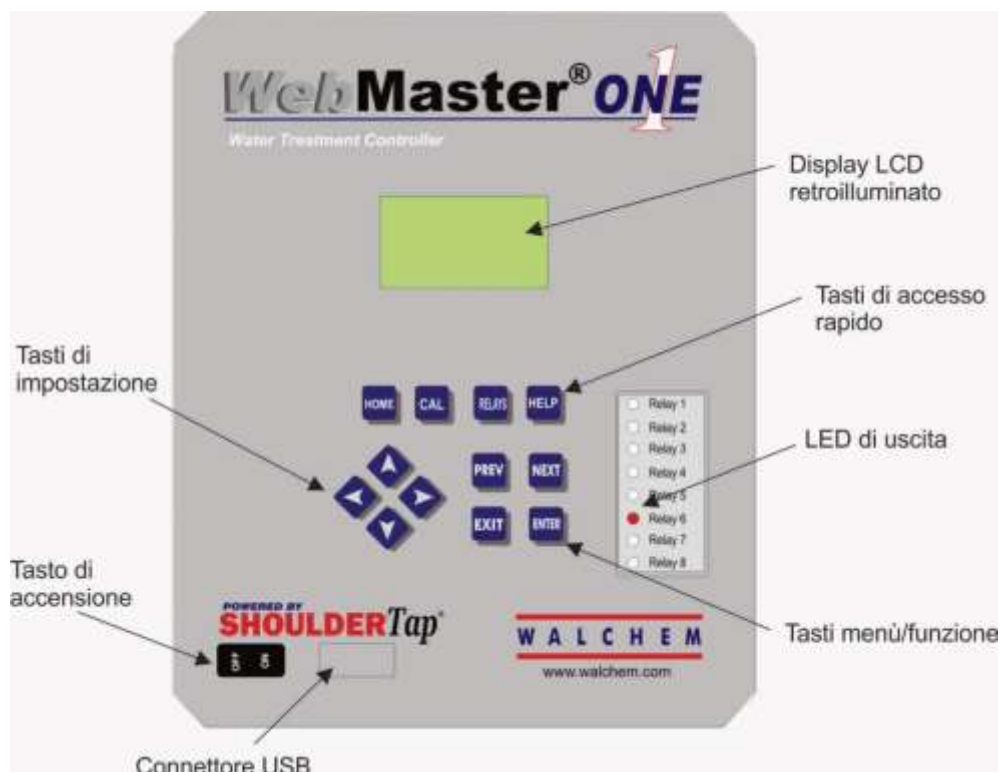 WebMaster® ONE 1
Water Treatment Controller
Display LCD
retroilluminato
Tasti di accesso
rapido
Tasti di
impostazione
HOME CAL RELAYS HELP
Relay 1
Relay 2
Relay 3
Relay 4
Relay 5
Relay 6
Relay 7
Relay 8
LED di uscita
PREV NEXT
EXIT ENTER
Tasto di
accensione
POWERED BY
SHOULDERTap®
OFF ON
WALCHEM
www.walchem.com
Tasti menù/funzione
Connettore USB